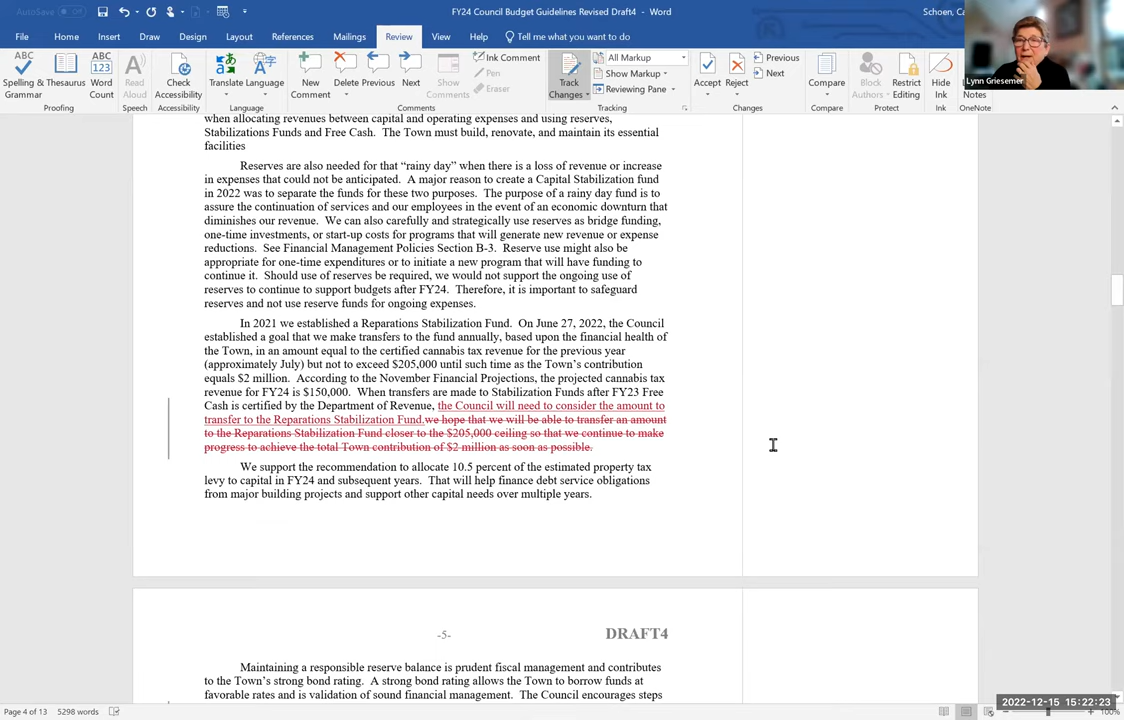 AutoSave Off
FY24 Council Budget Guidelines Revised Draft4 - Word
Schoen, Ca
File Home Insert Draw Design Layout References Mailings Review View Help Tell me what you want to do
Spelling & Grammar
Thesaurus
Word Count
Proofing
Read Aloud
Speech
Check Accessibility
Accessibility
Translate
Language
Language
New Comment
Delete
Previous
Next
Show Comments
Comments
Ink Comment
Pen
Eraser
Track Changes
All Markup
Show Markup
Reviewing Pane
Tracking
Accept
Reject
Previous
Next
Changes
Compare
Compare
Block Authors
Restrict Editing
Protect
Hide Ink
Notes
OneNote
Lynn Griesemer
when allocating revenues between capital and operating expenses and using reserves,
Stabilizations Funds and Free Cash. The Town must build, renovate, and maintain its essential
facilities
Reserves are also needed for that “rainy day” when there is a loss of revenue or increase
in expenses that could not be anticipated. A major reason to create a Capital Stabilization fund
in 2022 was to separate the funds for these two purposes. The purpose of a rainy day fund is to
assure the continuation of services and our employees in the event of an economic downturn that
diminishes our revenue. We can also carefully and strategically use reserves as bridge funding,
one-time investments, or start-up costs for programs that will generate new revenue or expense
reductions. See Financial Management Policies Section B-3. Reserve use might also be
appropriate for one-time expenditures or to initiate a new program that will have funding to
continue it. Should use of reserves be required, we would not support the ongoing use of
reserves to continue to support budgets after FY24. Therefore, it is important to safeguard
reserves and not use reserve funds for ongoing expenses.
In 2021 we established a Reparations Stabilization Fund. On June 27, 2022, the Council
established a goal that we make transfers to the fund annually, based upon the financial health of
the Town, in an amount equal to the certified cannabis tax revenue for the previous year
(approximately July) but not to exceed $205,000 until such time as the Town’s contribution
equals $2 million. According to the November Financial Projections, the projected cannabis tax
revenue for FY24 is $150,000. When transfers are made to Stabilization Funds after FY23 Free
Cash is certified by the Department of Revenue, the Council will need to consider the amount to
transfer to the Reparations Stabilization Fund.we hope that we will be able to transfer an amount
to the Reparations Stabilization Fund closer to the $205,000 ceiling so that we continue to make
progress to achieve the total Town contribution of $2 million as soon as possible.
We support the recommendation to allocate 10.5 percent of the estimated property tax
levy to capital in FY24 and subsequent years. That will help finance debt service obligations
from major building projects and support other capital needs over multiple years.
-5- DRAFT4
Maintaining a responsible reserve balance is prudent fiscal management and contributes
to the Town’s strong bond rating. A strong bond rating allows the Town to borrow funds at
favorable rates and is validation of sound financial management. The Council encourages steps
Page 4 of 13 5298 words
2022-12-15 15:22:23
100%